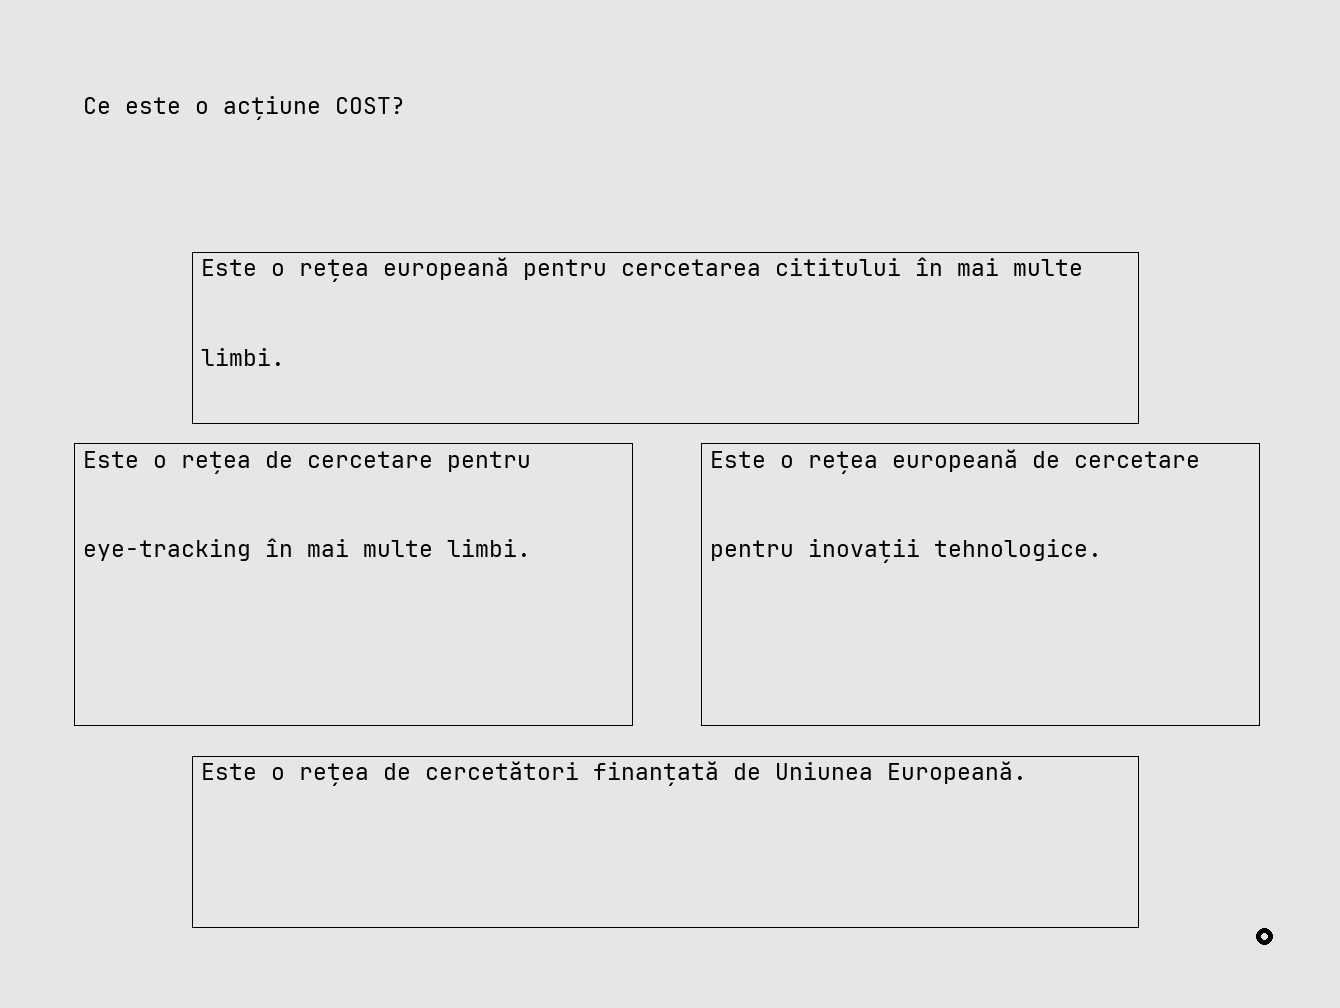 Ce este o acțiune COST?
Este o rețea europeană pentru cercetarea cititului în mai multe
limbi.
Este o rețea de cercetare pentru
eye-tracking în mai multe limbi.
Este o rețea europeană de cercetare
pentru inovații tehnologice.
Este o rețea de cercetători finanțată de Uniunea Europeană.